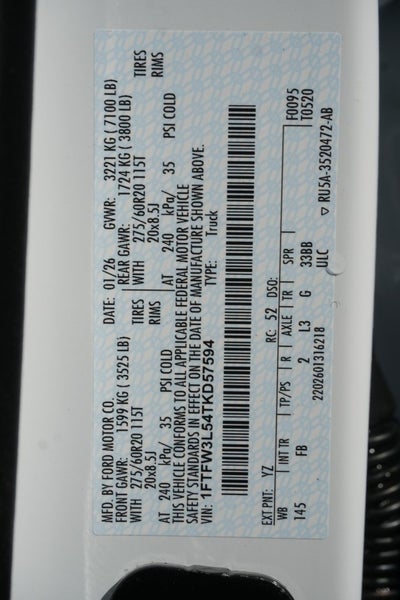 MFD. BY FORD MOTOR CO. DATE: 01/26 GVWR: 3221 KG ( 7100 LB)
FRONT GAWR: 1599 KG ( 3525 LB) REAR GAWR: 1724 KG ( 3800 LB)
WITH 275/60R20 115T TIRES WITH 275/60R20 115T TIRES
20x8.5J RIMS 20x8.5J RIMS
AT 240 kPa/ 35 PSI COLD AT 240 kPa/ 35 PSI COLD
THIS VEHICLE CONFORMS TO ALL APPLICABLE FEDERAL MOTOR VEHICLE
STANDARDS IN EFFECT ON THE DATE OF MANUFACTURE SHOWN ABOVE.
VIN: 1FTFW3L54TKD57594 TYPE: Truck
F0095
T0520
EXT PNT: YZ RC: 52 DSO:
WB INT TR TP/PS R AXLE TR SPR
145 FB 2 L3 G 33BB
ULC
2202601316218 ▽ RU5A-3520472-AB